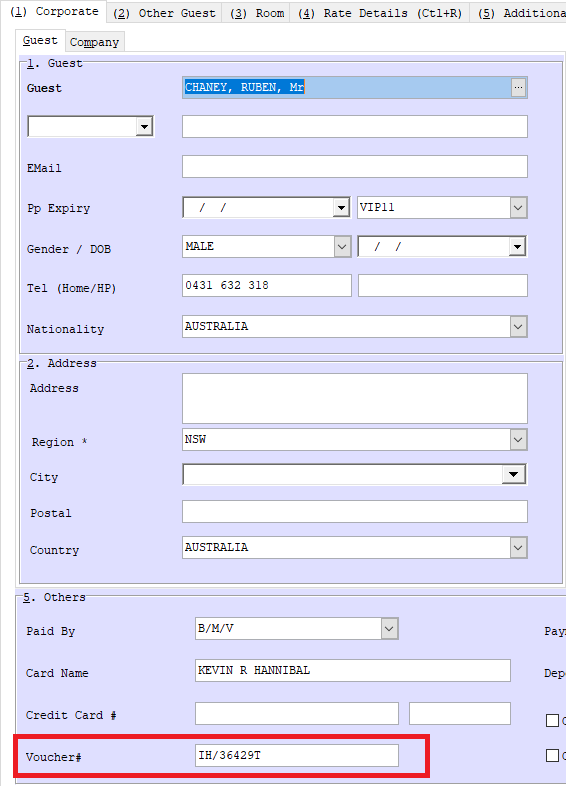 (1) Corporate (2) Other Guest (3) Room (4) Rate Details (Ctl+R) (5) Additiona
Guest Company
1. Guest
Guest CHANEY, RUBEN, Mr ...
EMail
Pp Expiry / / VIP11
Gender / DOB MALE / /
Tel (Home/HP) 0431 632 318
Nationality AUSTRALIA
2. Address
Address
Region * NSW
City
Postal
Country AUSTRALIA
5. Others
Paid By B/M/V Pay
Card Name KEVIN R HANNIBAL Depo
Credit Card #
Voucher# IH/36429T